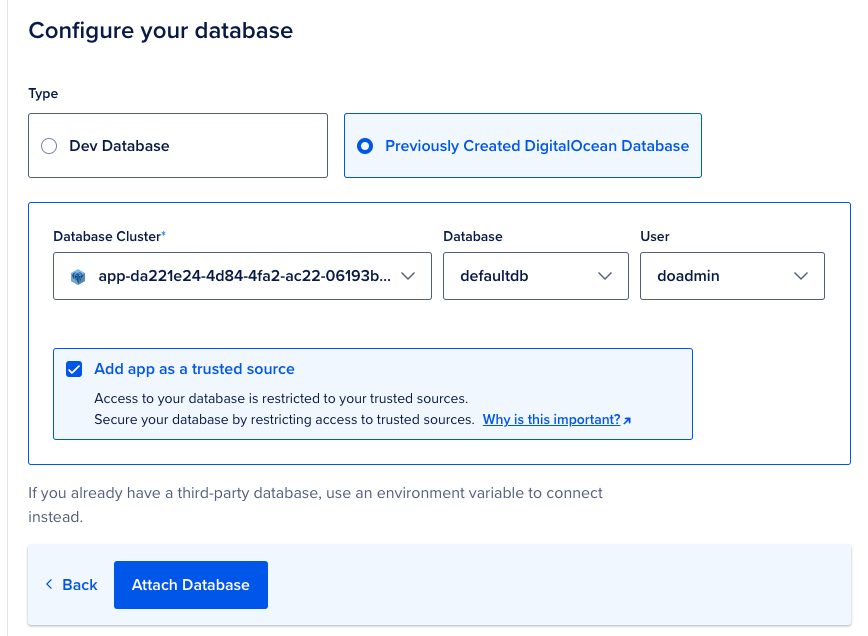 Configure your database
Type
Dev Database
Previously Created DigitalOcean Database
Database Cluster*
Database
User
app-da221e24-4d84-4fa2-ac22-06193b...
defaultdb
doadmin
Add app as a trusted source
Access to your database is restricted to your trusted sources.
Secure your database by restricting access to trusted sources. Why is this important?
If you already have a third-party database, use an environment variable to connect
instead.
Back
Attach Database